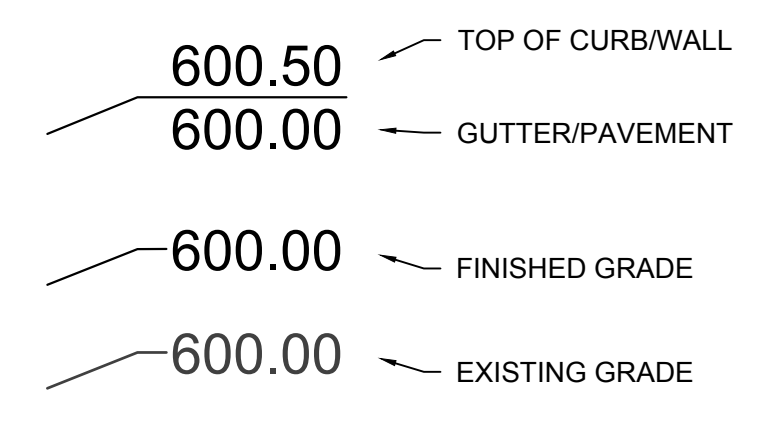 600.50 TOP OF CURB/WALL
600.00 GUTTER/PAVEMENT
600.00 FINISHED GRADE
600.00 EXISTING GRADE